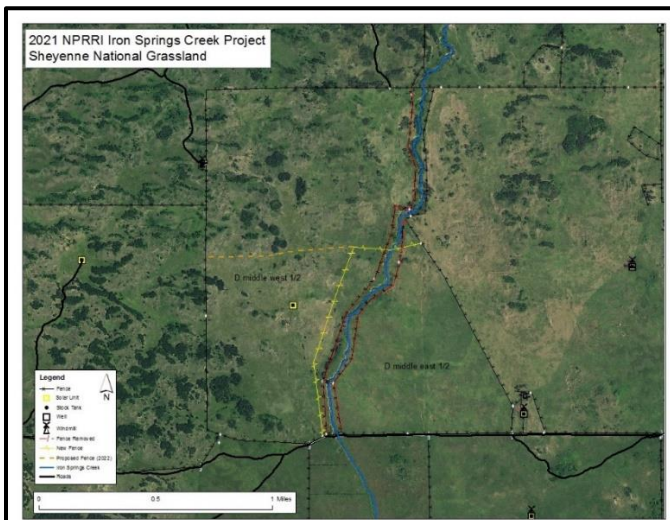 2021 NPRRI Iron Springs Creek Project
Sheyenne National Grassland
D middle west 1/2
D middle east 1/2
Legend
Fence
Solar Unit
Stock Tank
Well
Windmill
Fence Removed
New Fence
Proposed Fence (2022)
Iron Springs Creek
Roads
N
0 0.5 1 Miles